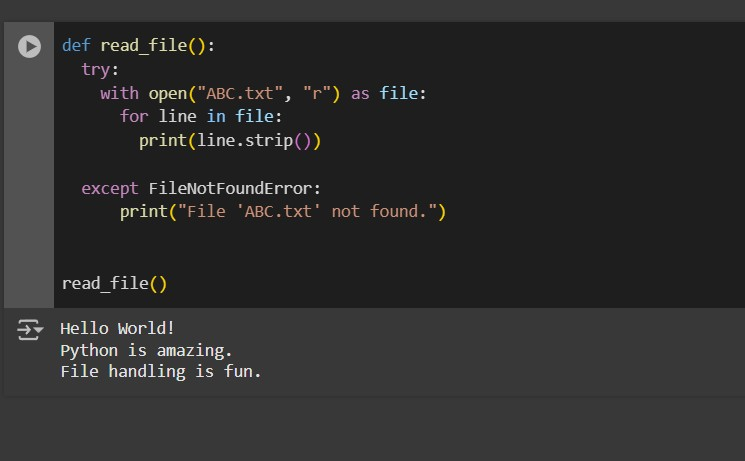 def read_file():
  try:
    with open("ABC.txt", "r") as file:
      for line in file:
        print(line.strip())

  except FileNotFoundError:
      print("File 'ABC.txt' not found.")


read_file()
Hello World!
Python is amazing.
File handling is fun.